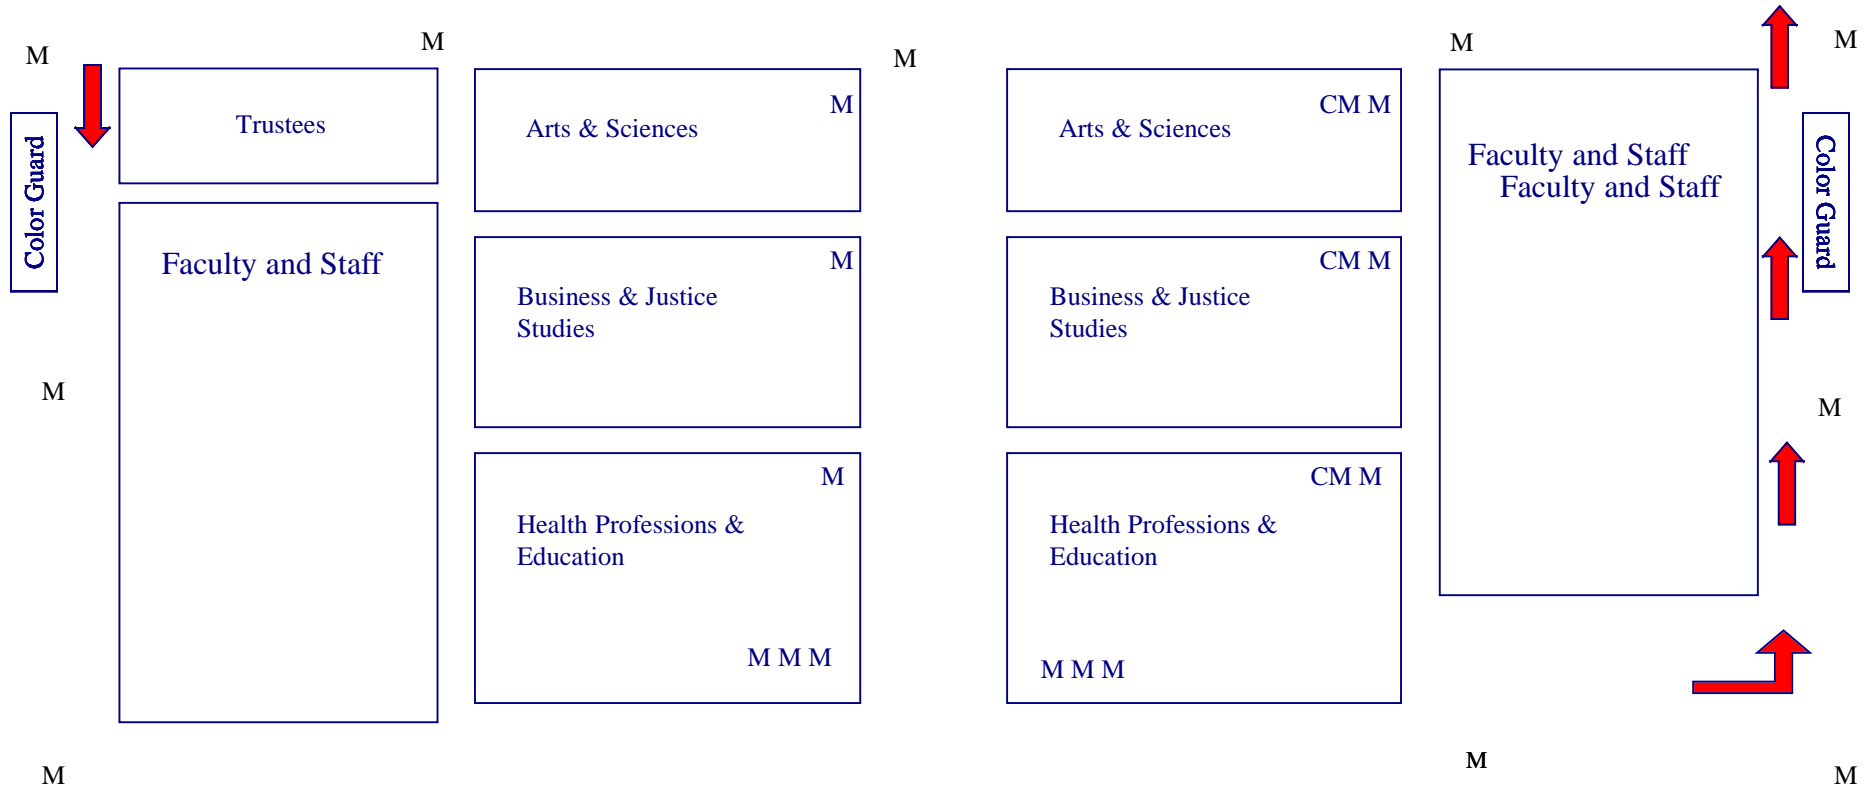 M
M
M
M
M
Color Guard
Trustees
Arts & Sciences
M
Arts & Sciences
CM M
Faculty and Staff
Faculty and Staff
Color Guard
Faculty and Staff
M
Business & Justice
Studies
CM M
Business & Justice
Studies
M
M
M
Health Professions &
Education
M M M
CM M
Health Professions &
Education
M M M
M
M
M